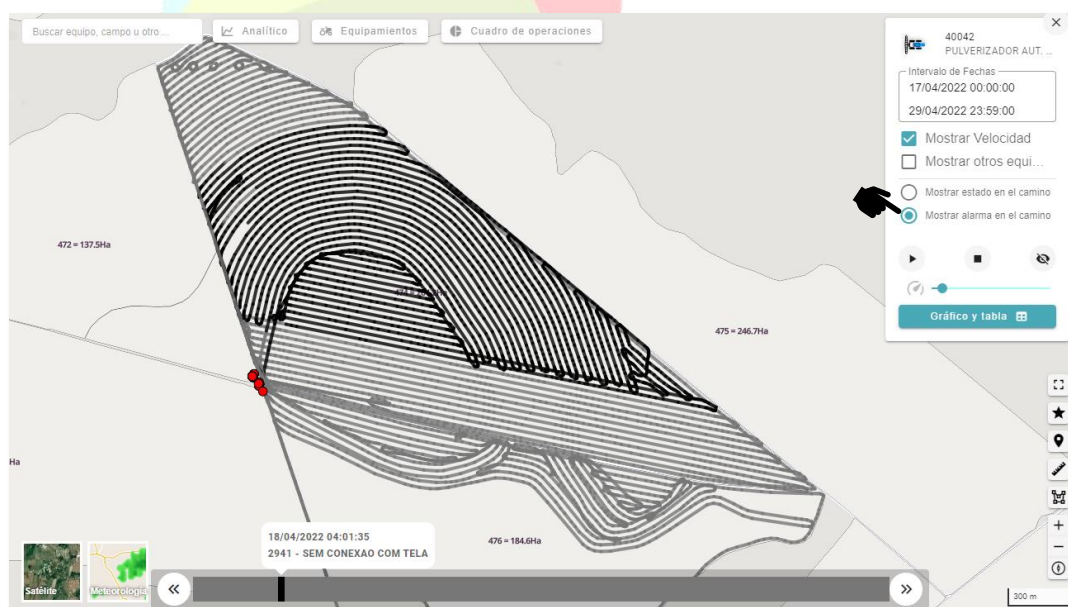 Buscar equipo, campo u otro ...
Analítico
Equipamientos
Cuadro de operaciones
40042
PULVERIZADOR AUT. ...
Intervalo de Fechas
17/04/2022 00:00:00
29/04/2022 23:59:00
Mostrar Velocidad
Mostrar otros equi...
Mostrar estado en el camino
Mostrar alarma en el camino
Gráfico y tabla
472 = 137.5Ha
475 = 246.7Ha
Ha
476 = 184.6Ha
18/04/2022 04:01:35
2941 - SEM CONEXAO COM TELA
Satélite
Meteorología
300 m